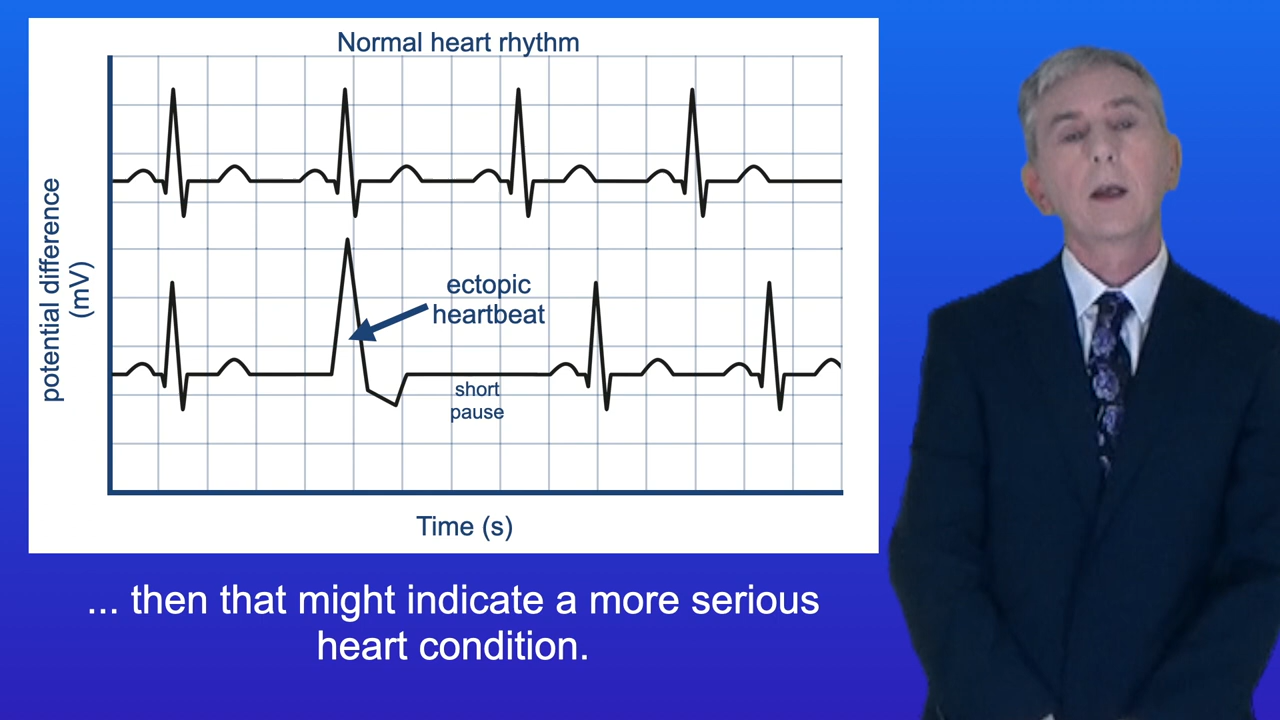 Normal heart rhythm
potential difference
(mV)
ectopic
heartbeat
short
pause
Time (s)
... then that might indicate a more serious
heart condition.